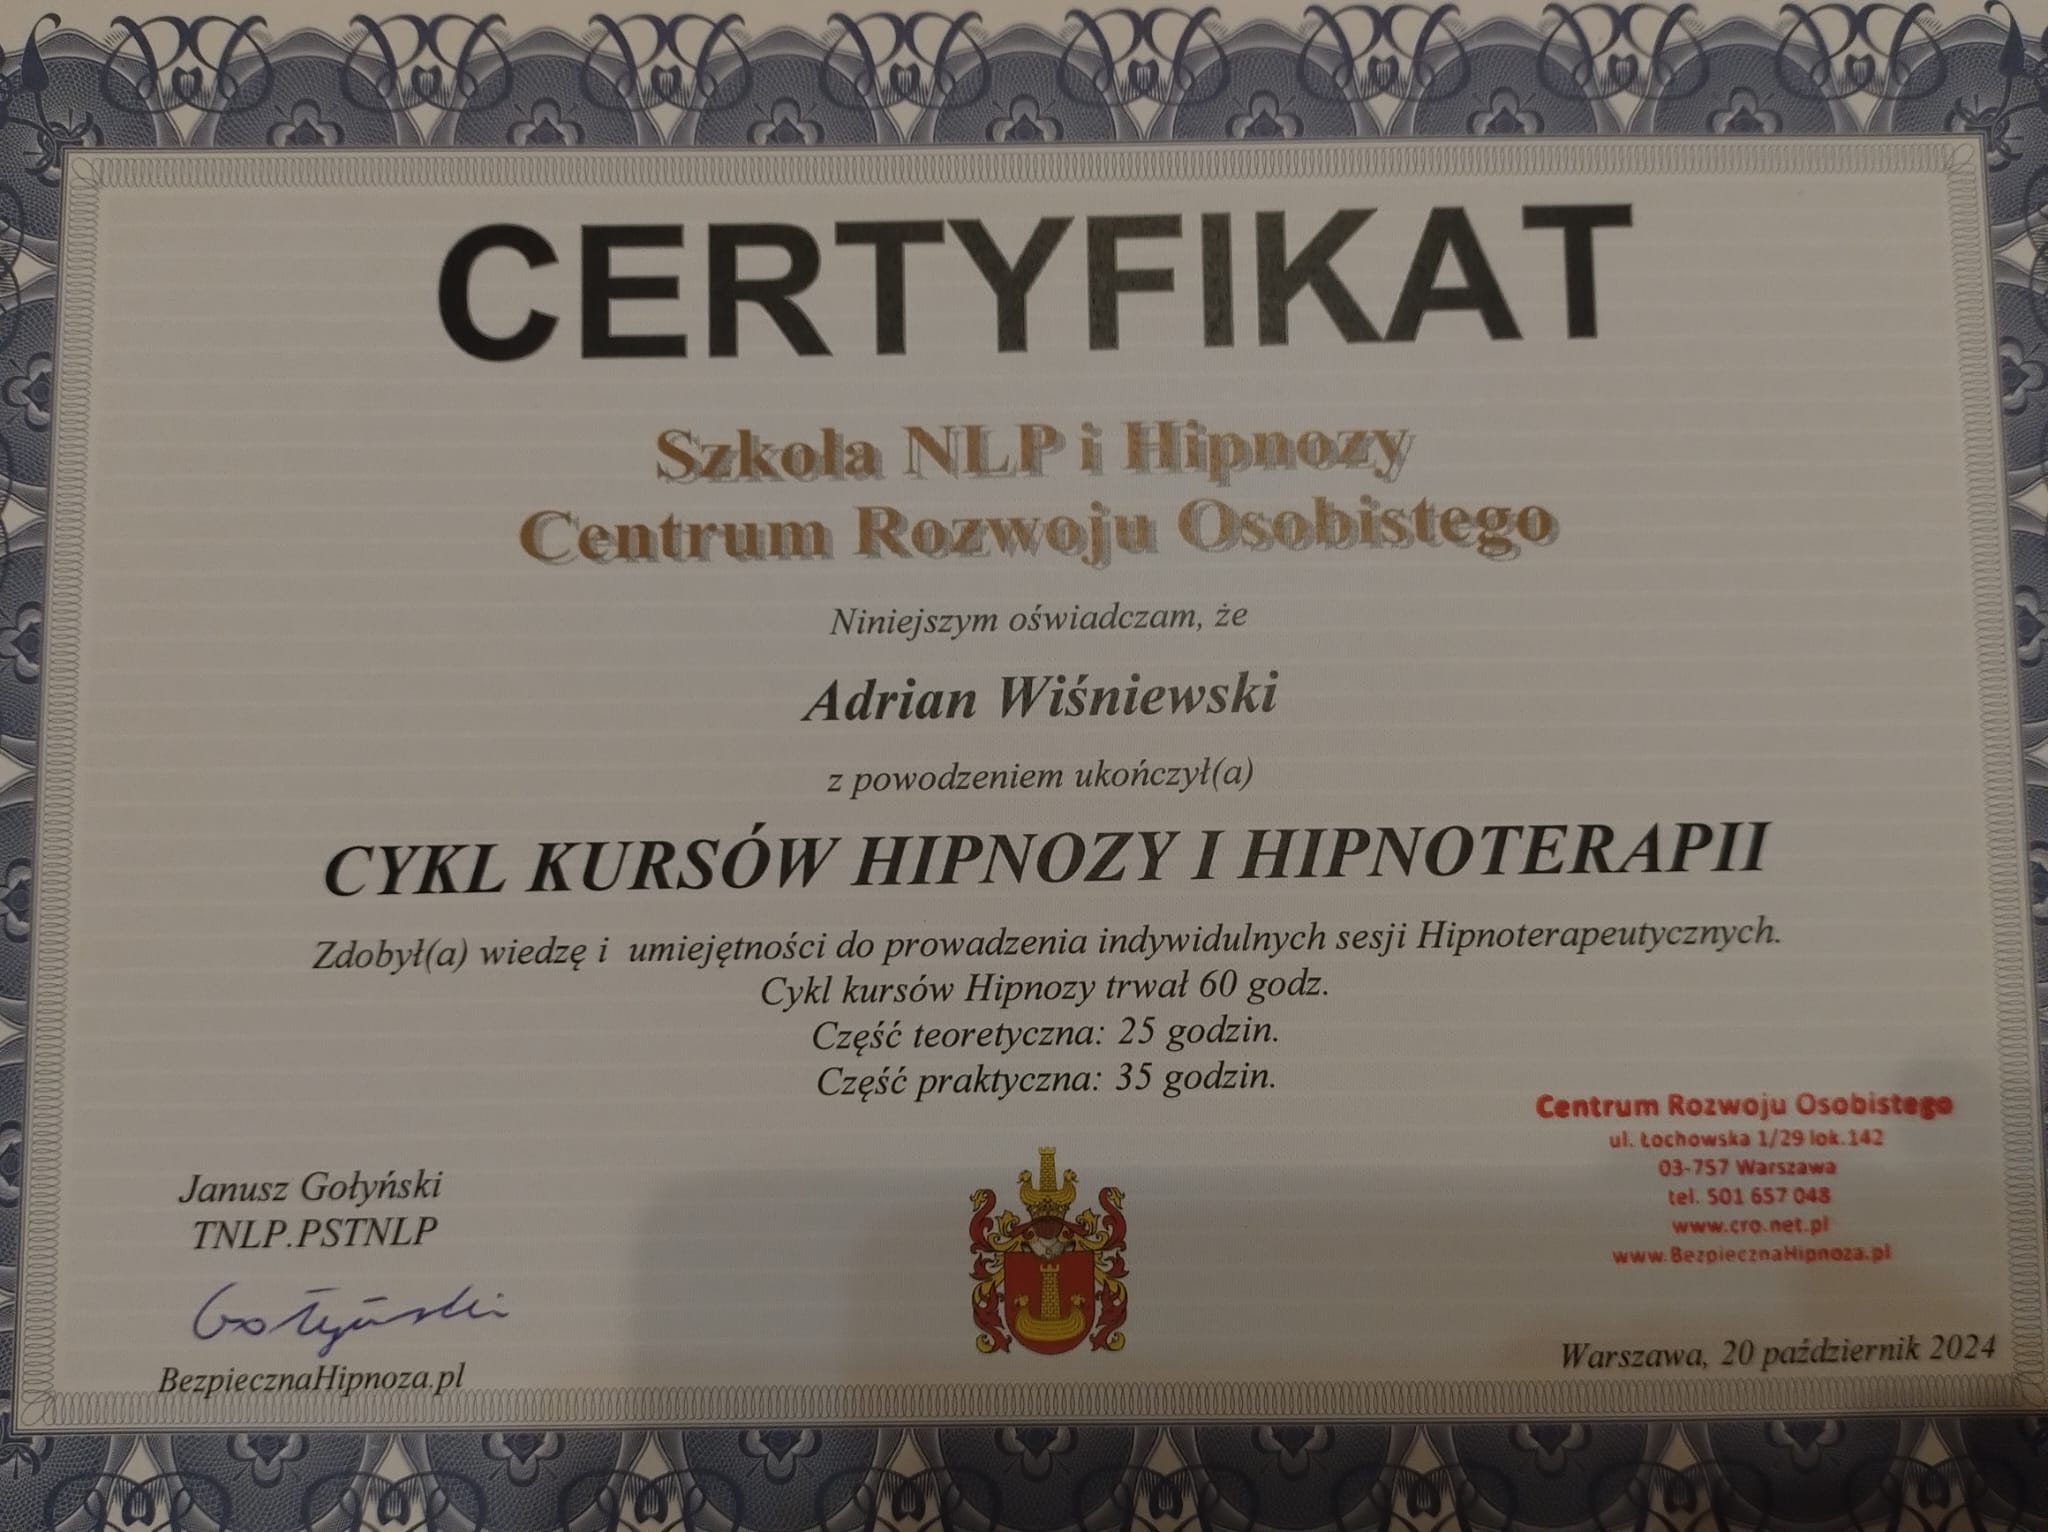 CERTYFIKAT
Szkoła NLP i Hipnozy
Centrum Rozwoju Osobistego
Niniejszym oświadczam, że
Adrian Wiśniewski
z powodzeniem ukończył(a)
CYKL KURSÓW HIPNOZY I HIPNOTERAPII
Zdobył(a) wiedzę i umiejętności do prowadzenia indywidulnych sesji Hipnoterapeutycznych.
Cykl kursów Hipnozy trwał 60 godz.
Część teoretyczna: 25 godzin.
Część praktyczna: 35 godzin.
Janusz Gołyński
TNLP.PSTNLP
Gołyński
BezpiecznaHipnoza.pl
Centrum Rozwoju Osobistego
ul. Łochowska 1/29 lok.142
03-757 Warszawa
tel. 501 657 048
www.cro.net.pl
www.BezpiecznaHipnoza.pl
Warszawa, 20 październik 2024